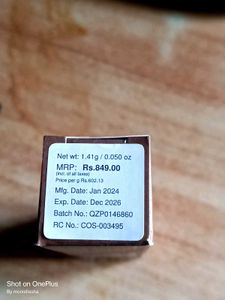 Net wt: 1.41g / 0.050 oz
MRP: Rs.849.00
(incl. of all taxes)
Price per g Rs.602.13
Mfg. Date: Jan 2024
Exp. Date: Dec 2026
Batch No.: QZP0146860
RC No.: COS-003495
Shot on OnePlus